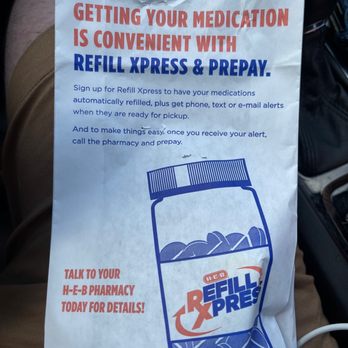 GETTING YOUR MEDICATION
IS CONVENIENT WITH
REFILL XPRESS & PREPAY.
Sign up for Refill Xpress to have your medications
automatically refilled, plus get phone, text or e-mail alerts
when they are ready for pickup.
And to make things easy, once you receive your alert,
call the pharmacy and prepay.
TALK TO YOUR
H-E-B PHARMACY
TODAY FOR DETAILS!
H-E-B
REFILL
XPRESS